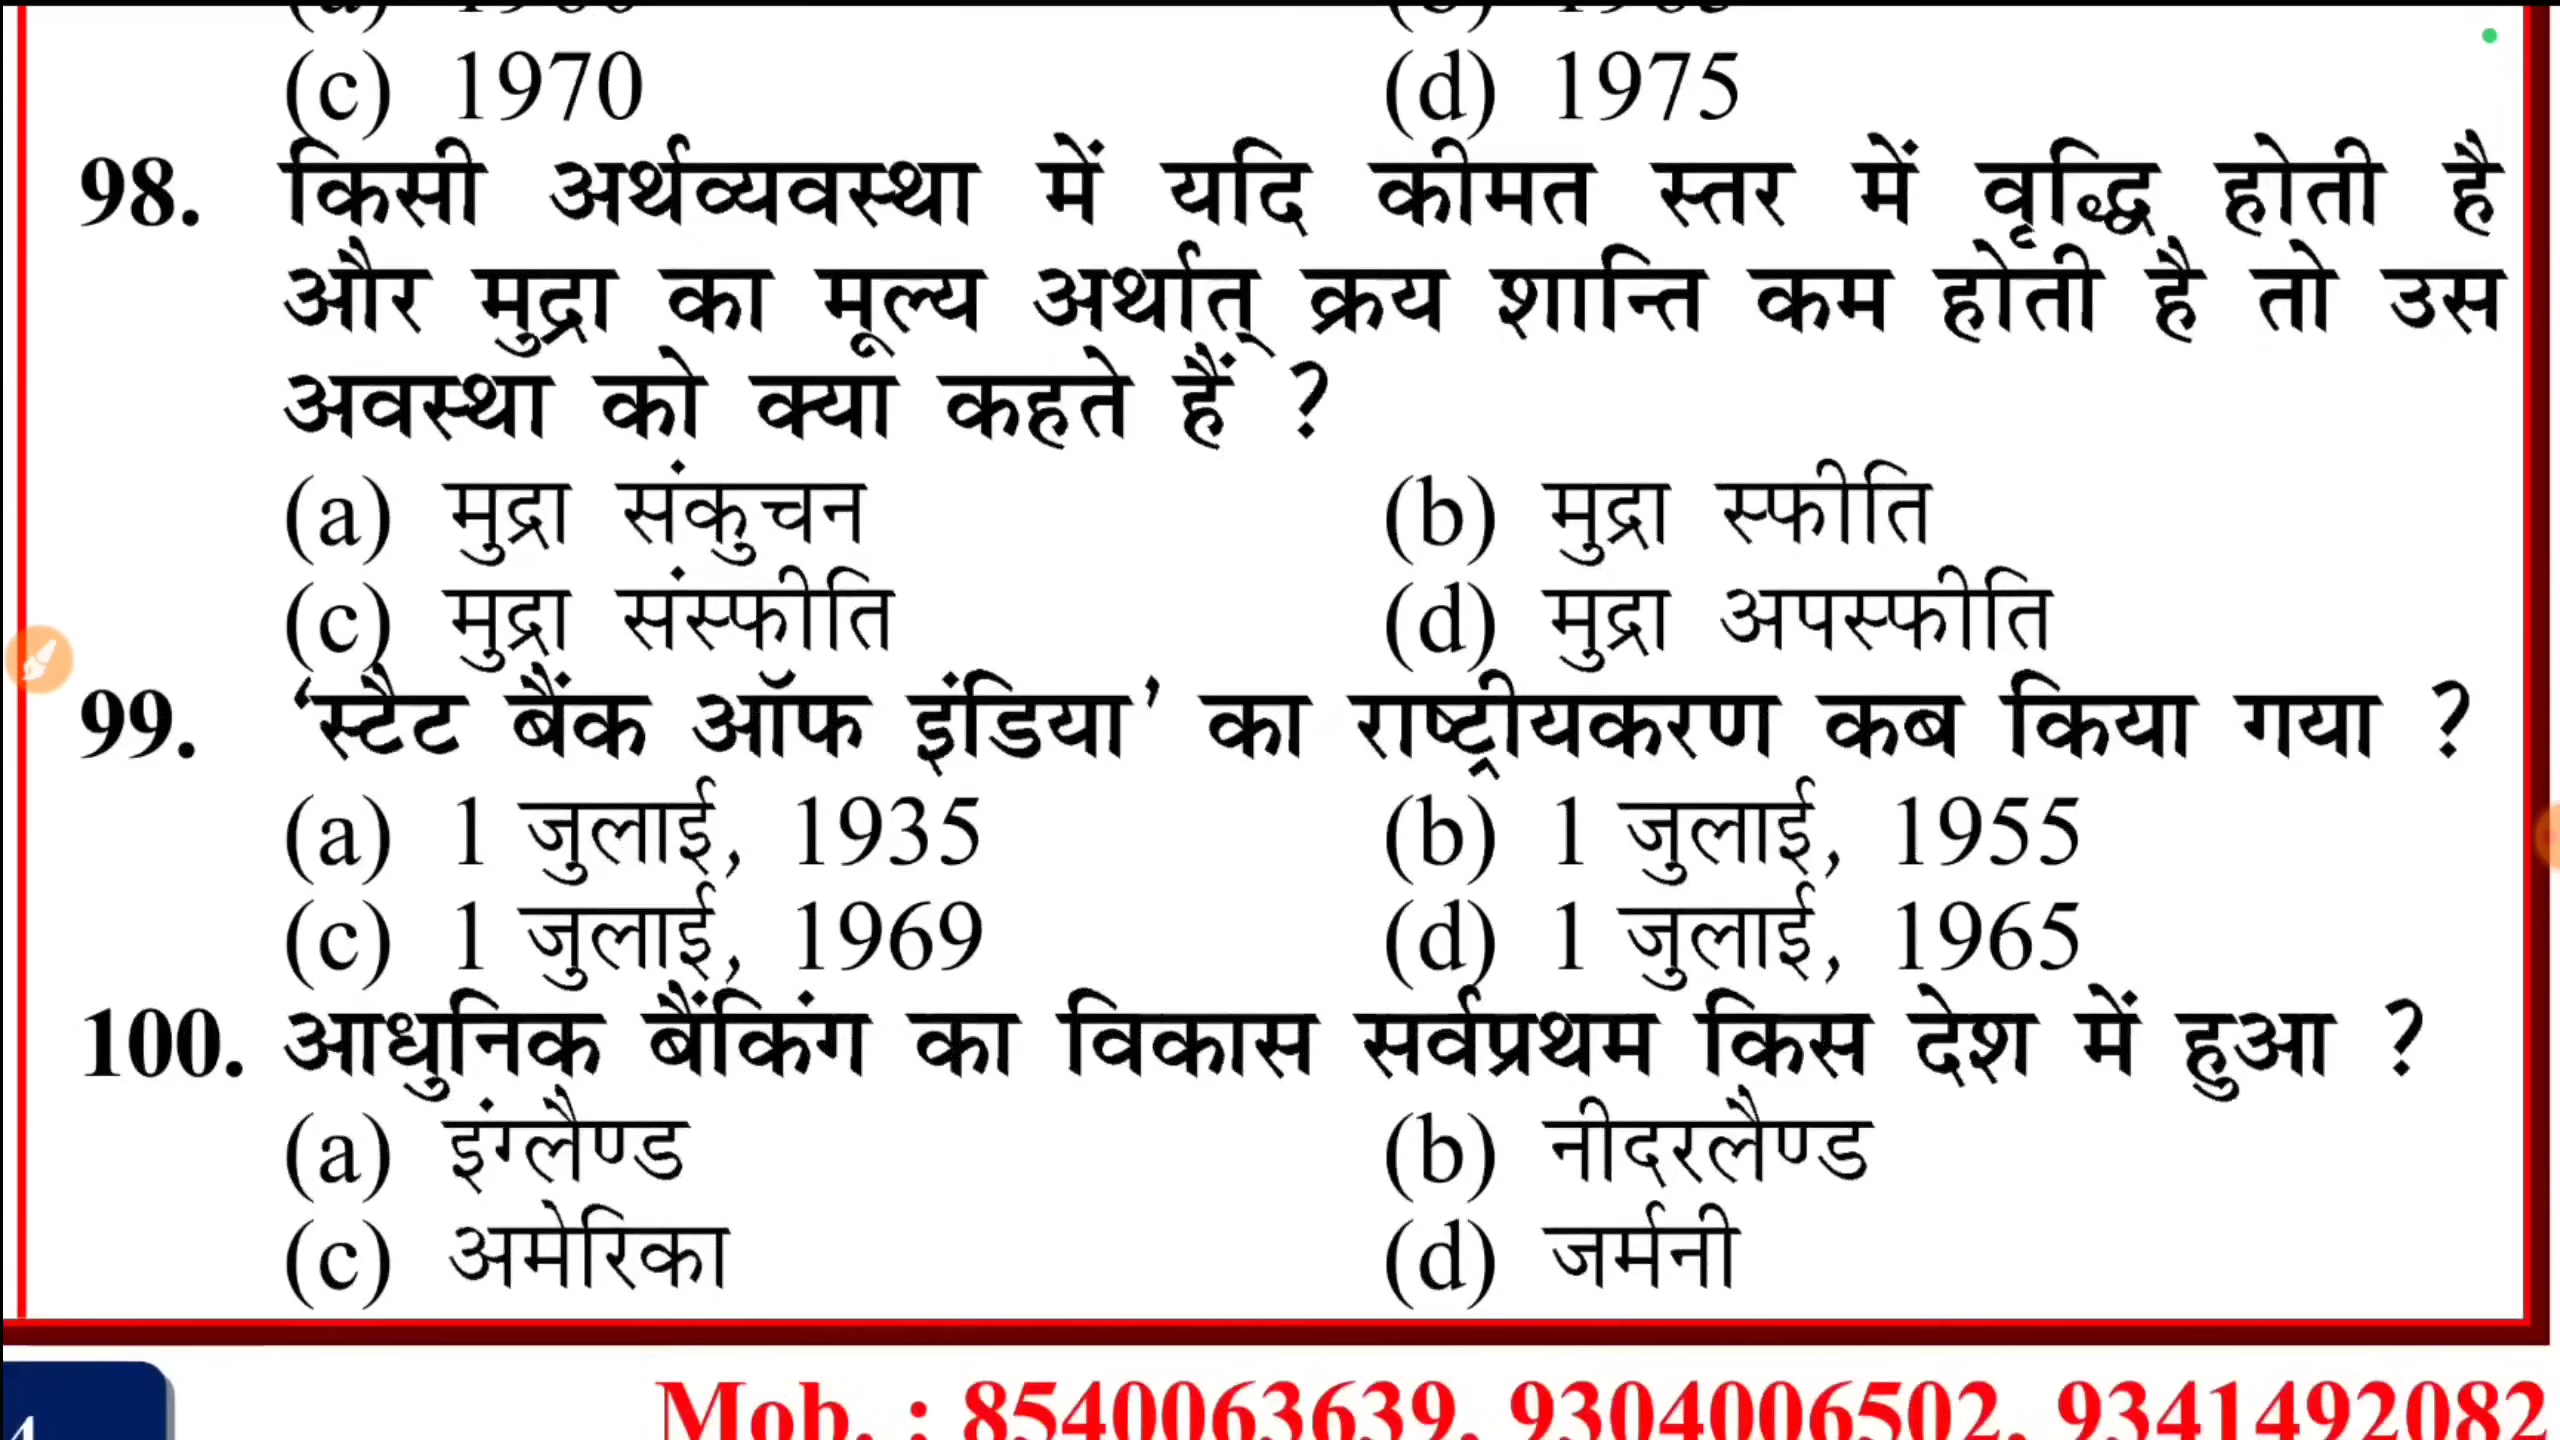 (c) 1970 (d) 1975
98. किसी अर्थव्यवस्था में यदि कीमत स्तर में वृद्धि होती है
और मुद्रा का मूल्य अर्थात् क्रय शान्ति कम होती है तो उस
अवस्था को क्या कहते हैं ?
(a) मुद्रा संकुचन (b) मुद्रा स्फीति
(c) मुद्रा संस्फीति (d) मुद्रा अपस्फीति
99. ‘स्टैट बैंक ऑफ इंडिया’ का राष्ट्रीयकरण कब किया गया ?
(a) 1 जुलाई, 1935 (b) 1 जुलाई, 1955
(c) 1 जुलाई, 1969 (d) 1 जुलाई, 1965
100. आधुनिक बैंकिंग का विकास सर्वप्रथम किस देश में हुआ ?
(a) इंग्लैण्ड (b) नीदरलैण्ड
(c) अमेरिका (d) जर्मनी
Mob. : 8540063639, 9304006502, 9341492082